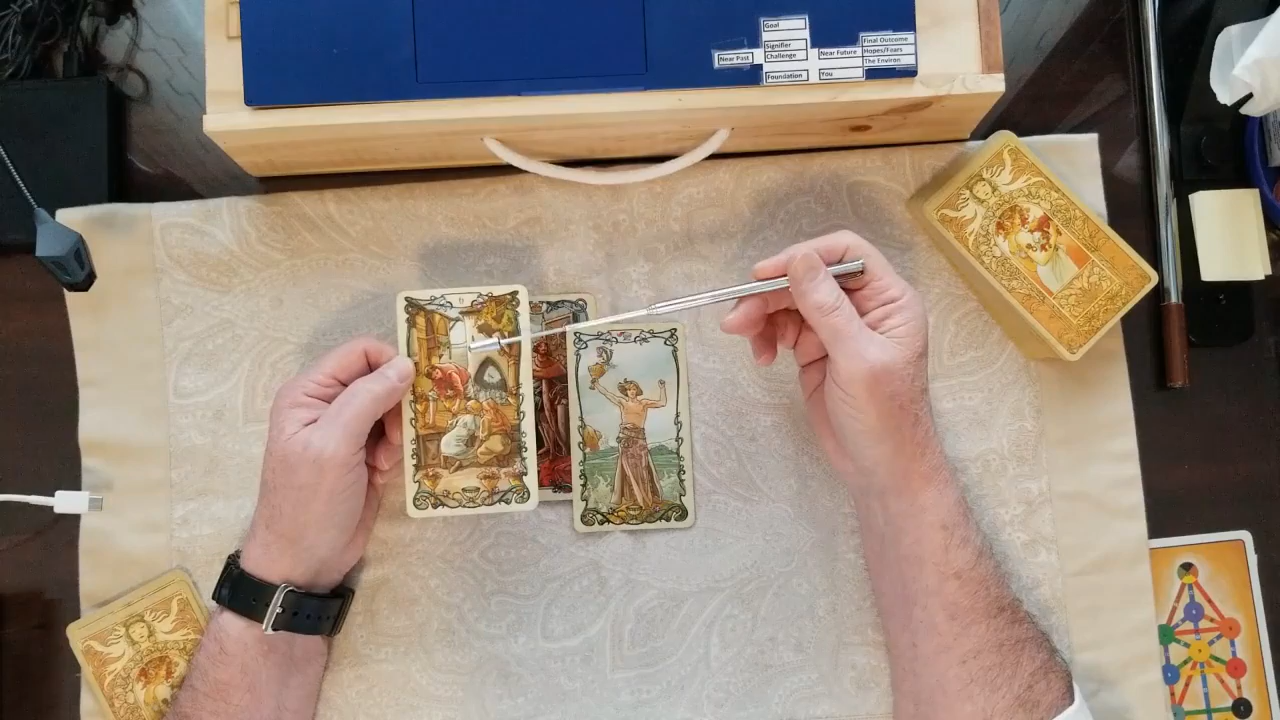 Goal
Signifier
Challenge
Near Past
Foundation
Near Future
You
Final Outcome
Hopes/Fears
The Environ